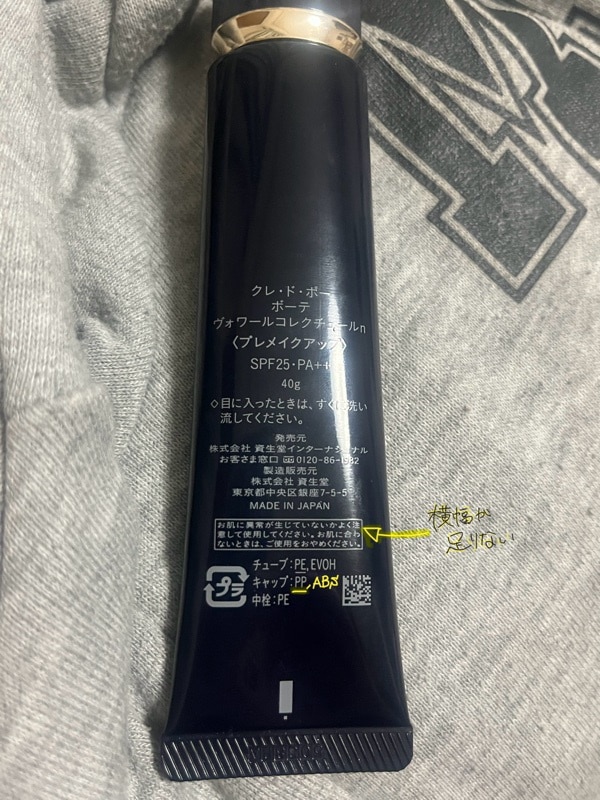 クレ・ド・ポー
ボーテ
ヴォワールコレクチュールn
〈プレメイクアップ〉
SPF25・PA++
40g
◇目に入ったときは、すぐに洗い
流してください。
発売元
株式会社 資生堂インターナショナル
お客さま窓口 0120-86-1982
製造販売元
株式会社 資生堂
東京都中央区銀座7-5-5
MADE IN JAPAN
お肌に異常が生じていないかよく注
意して使用してください。お肌に合わ
ないときは、ご使用をおやめください。
横幅が
足りない
プラ
チューブ:PE,EVOH
キャップ:PP,ABS
中栓:PE